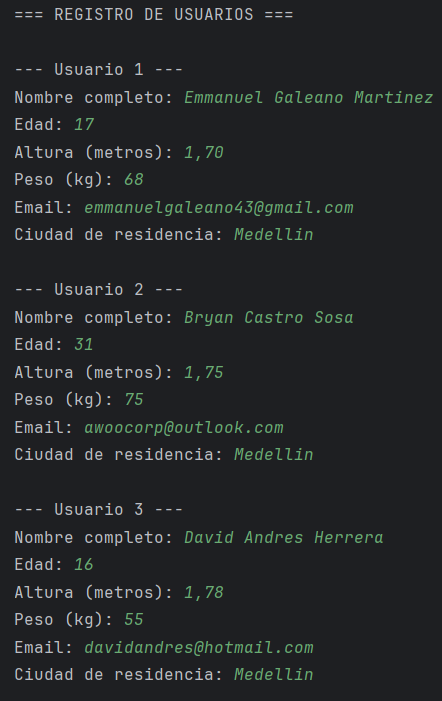 === REGISTRO DE USUARIOS ===
--- Usuario 1 ---
Nombre completo: Emmanuel Galeano Martinez
Edad: 17
Altura (metros): 1,70
Peso (kg): 68
Email: emmanuelgaleano43@gmail.com
Ciudad de residencia: Medellin
--- Usuario 2 ---
Nombre completo: Bryan Castro Sosa
Edad: 31
Altura (metros): 1,75
Peso (kg): 75
Email: awoocorp@outlook.com
Ciudad de residencia: Medellin
--- Usuario 3 ---
Nombre completo: David Andres Herrera
Edad: 16
Altura (metros): 1,78
Peso (kg): 55
Email: davidandres@hotmail.com
Ciudad de residencia: Medellin